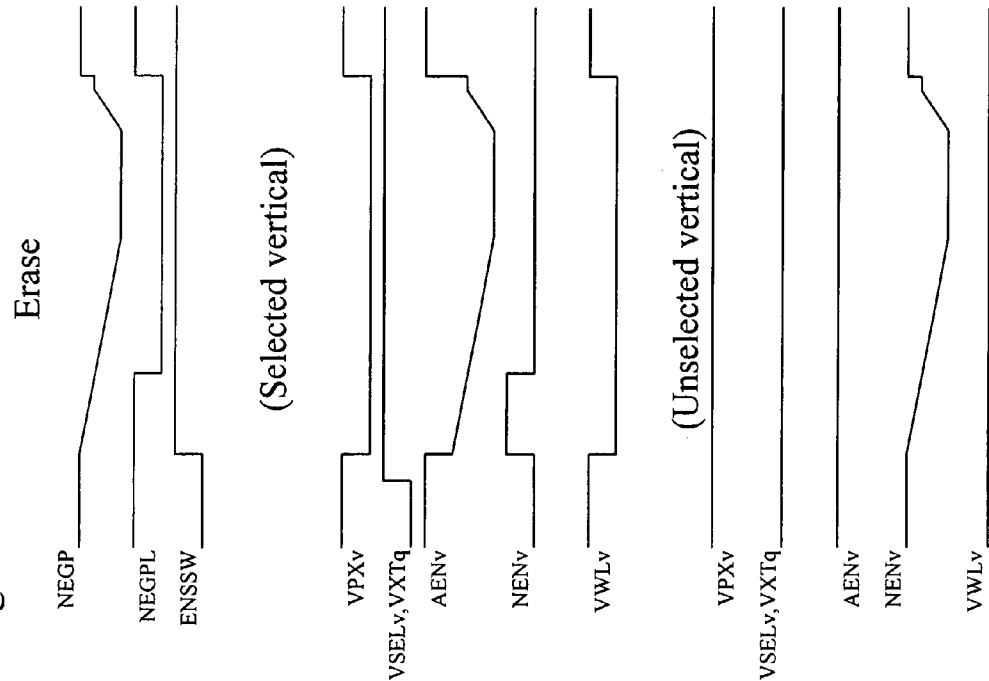 Erase
NEGP
NEGPL
ENSSW
(Selected vertical)
VPXv
VSELv,VXTq
AENv
NENv
VWLv
(Unselected vertical)
VPXv
VSELv,VXTq
AENv
NENv
VWLv